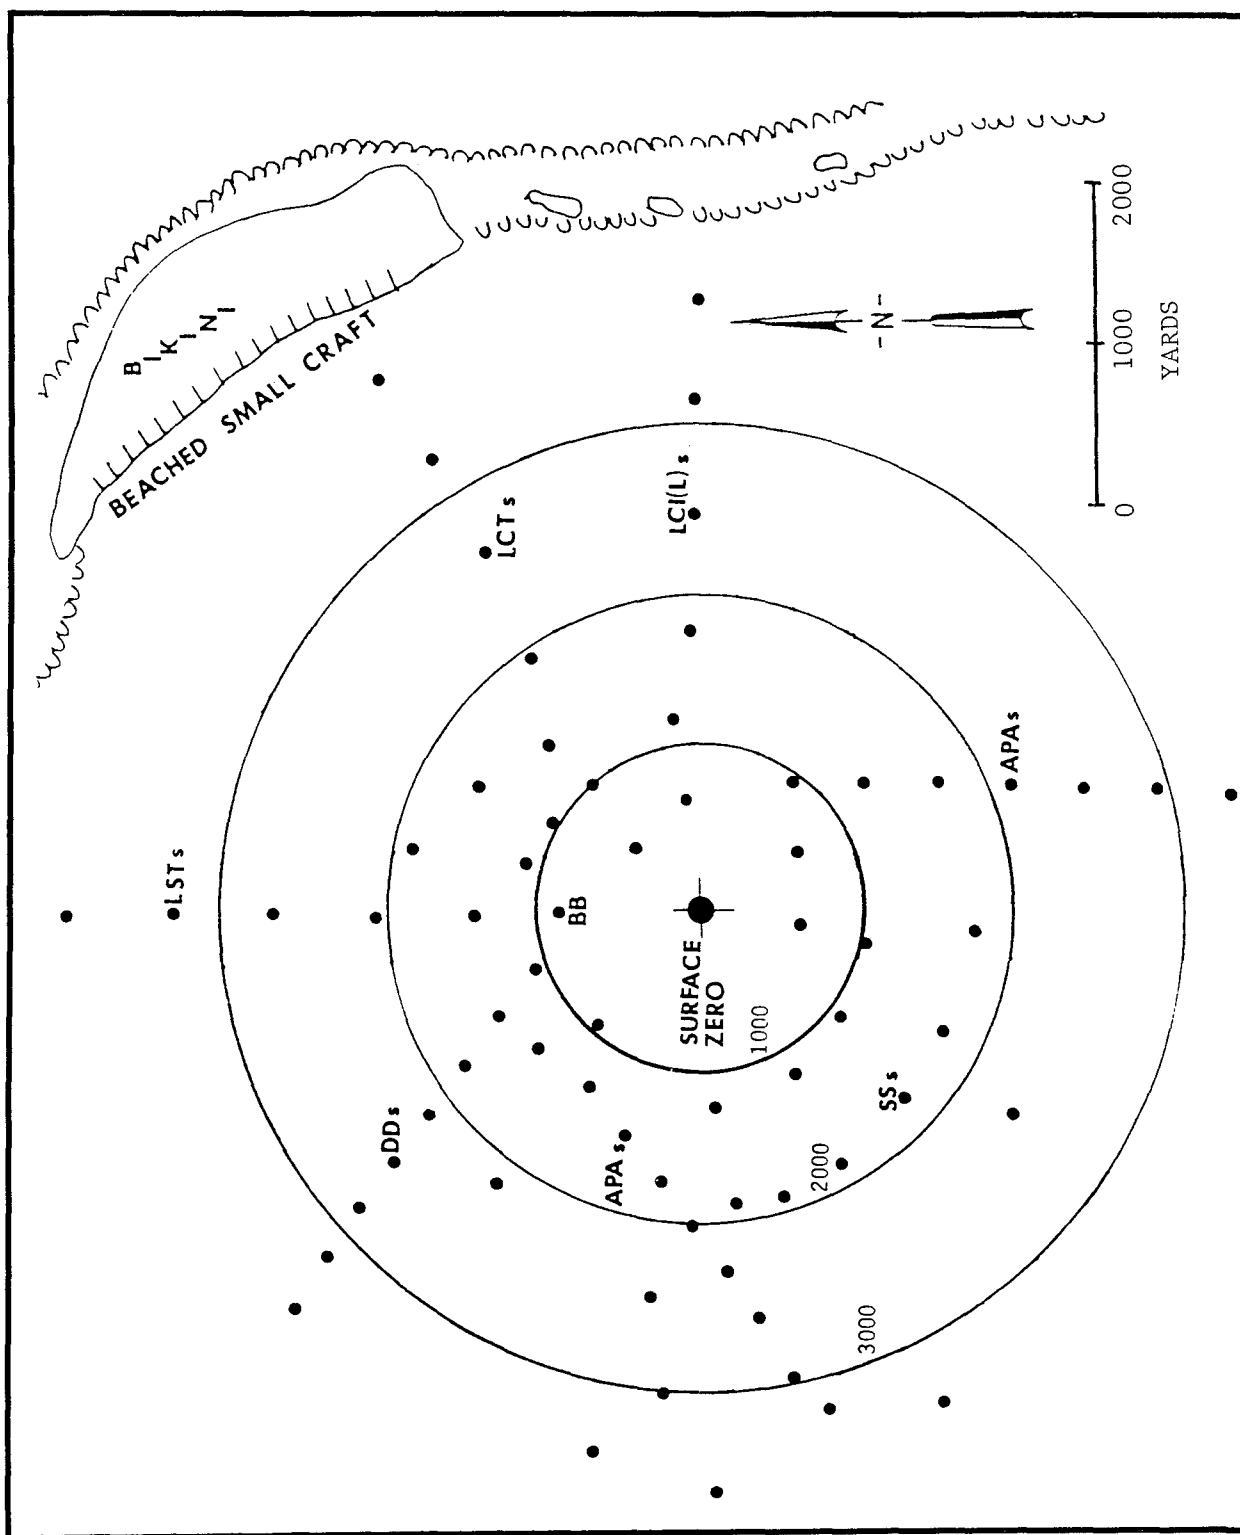 BIKINI
BEACHED SMALL CRAFT
LCTs
LCI(L)s
LSTs
BB
SURFACE
ZERO
1000
APAs
DDs
APAs
SSs
2000
3000
-N-
0 1000 2000
YARDS